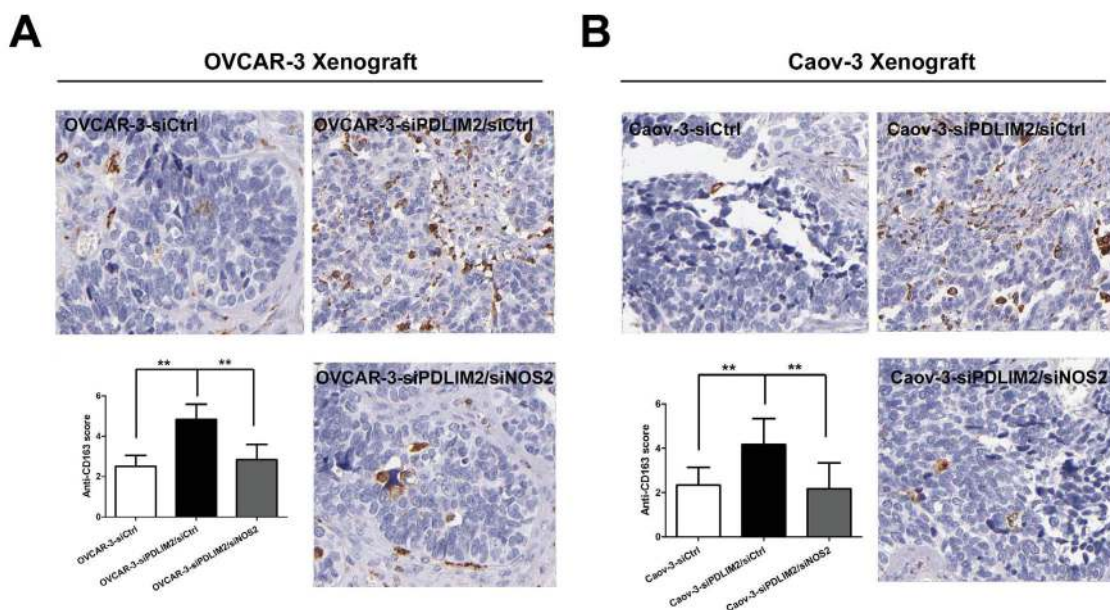 A
OVCAR-3 Xenograft
OVCAR-3-siCtrl
OVCAR-3-siPDLIM2/siCtrl
**
**
Anti-CD163 score
6
4
2
0
OVCAR-3-siCtrl
OVCAR-3-siPDLIM2/siCtrl
OVCAR-3-siPDLIM2/siNOS2
OVCAR-3-siPDLIM2/siNOS2
B
Caov-3 Xenograft
Caov-3-siCtrl
Caov-3-siPDLIM2/siCtrl
**
**
Anti-CD163 score
6
4
2
0
Caov-3-siCtrl
Caov-3-siPDLIM2/siCtrl
Caov-3-siPDLIM2/siNOS2
Caov-3-siPDLIM2/siNOS2